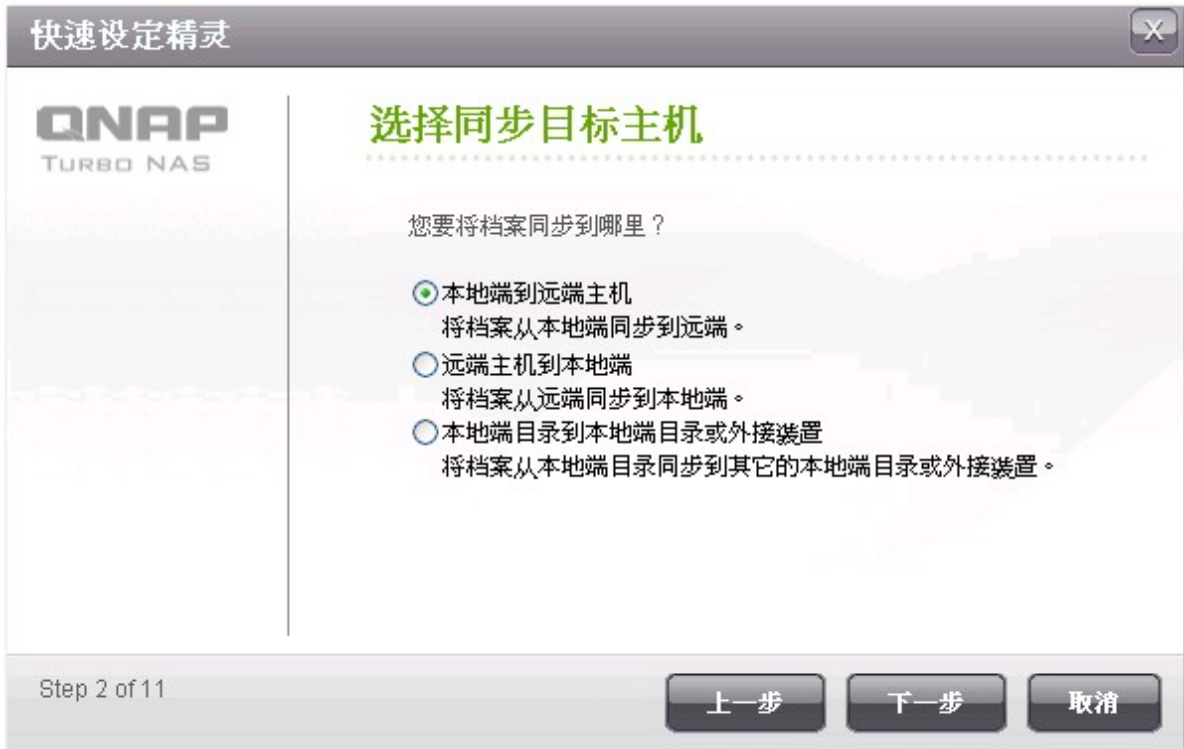 快速设定精灵
X
QNAP
TURBO NAS
选择同步目标主机
您要将档案同步到哪里？
本地端到远端主机
将档案从本地端同步到远端。
远端主机到本地端
将档案从远端同步到本地端。
本地端目录到本地端目录或外接装置
将档案从本地端目录同步到其它的本地端目录或外接装置。
Step 2 of 11
上一步
下一步
取消